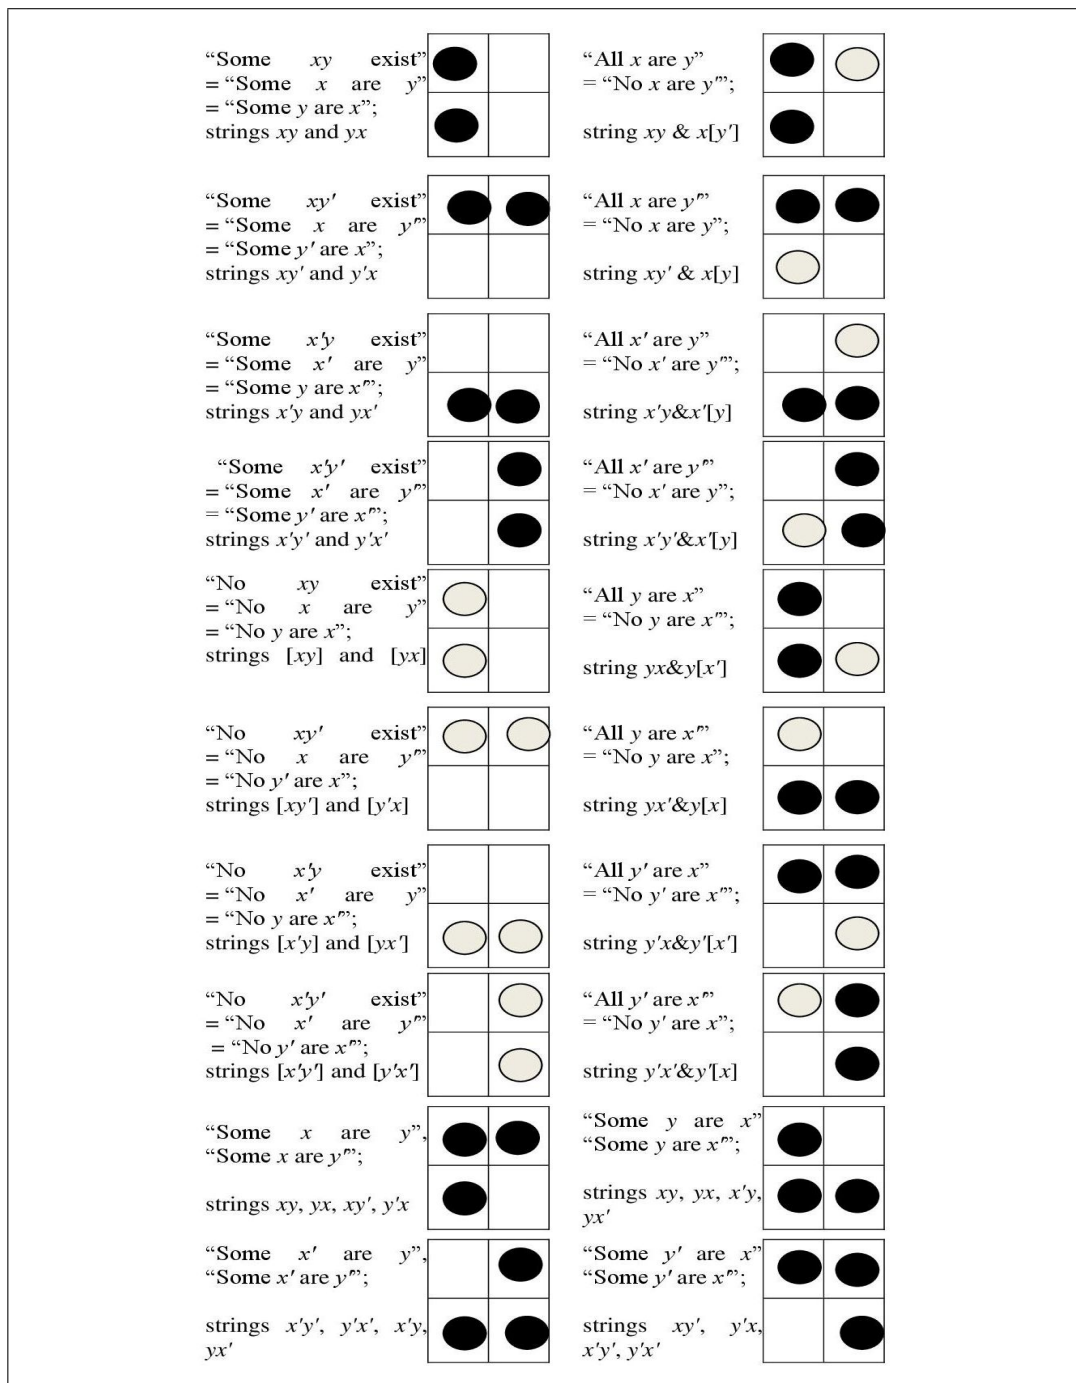 “Some xy exist”
= “Some x are y”
= “Some y are x”;
strings xy and yx
“All x are y”
= “No x are y'”;
string xy & x[y']
“Some xy' exist”
= “Some x are y'”
= “Some y' are x”;
strings xy' and y'x
“All x are y'”
= “No x are y”;
string xy' & x[y]
“Some x'y exist”
= “Some x' are y”
= “Some y are x'”;
strings x'y and yx'
“All x' are y”
= “No x' are y'”;
string x'y&x'[y]
“Some x'y' exist”
= “Some x' are y'”
= “Some y' are x'”;
strings x'y' and y'x'
“All x' are y'”
= “No x' are y”;
string x'y'&x'[y]
“No xy exist”
= “No x are y”
= “No y are x”;
strings [xy] and [yx]
“All y are x”
= “No y are x'”;
string yx&y[x']
“No xy' exist”
= “No x are y'”
= “No y' are x”;
strings [xy'] and [y'x]
“All y are x'”
= “No y are x”;
string yx'&y[x]
“No x'y exist”
= “No x' are y”
= “No y are x'”;
strings [x'y] and [yx']
“All y' are x”
= “No y' are x'”;
string y'x&y'[x']
“No x'y' exist”
= “No x' are y'”
= “No y' are x'”;
strings [x'y'] and [y'x']
“All y' are x'”
= “No y' are x”;
string y'x'&y'[x]
“Some x are y”,
“Some x are y'”;
strings xy, yx, xy', y'x
“Some y are x”
“Some y are x'”;
strings xy, yx, x'y,
yx'
“Some x' are y”,
“Some x' are y'”;
strings x'y', y'x', x'y,
yx'
“Some y' are x”
“Some y' are x'”;
strings xy', y'x,
x'y', y'x'